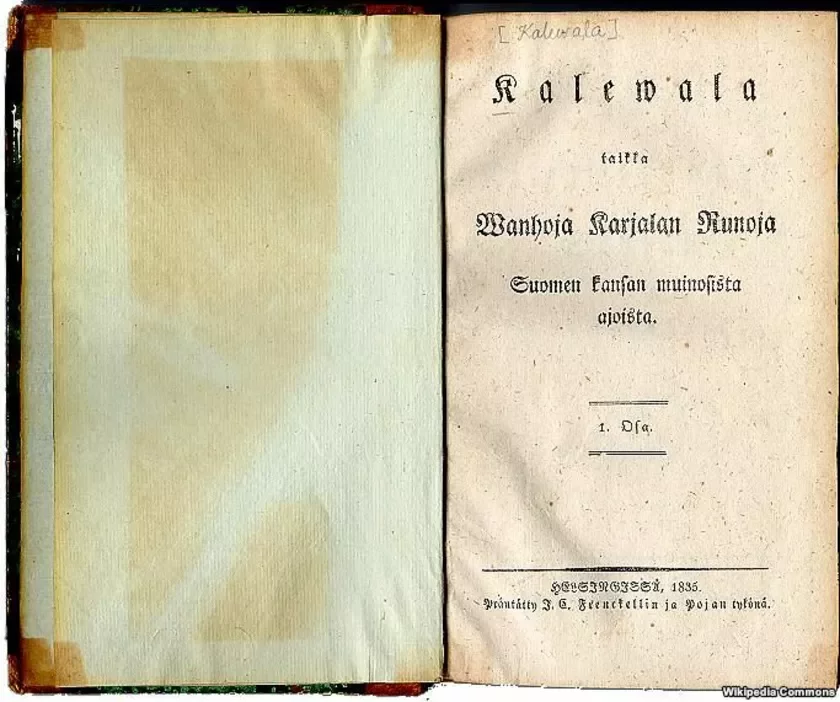 [Kalewala]
Kalewala
taikka
Wanhoja Karjalan Runoja
Suomen kansan muinosista
ajoista.
1. Osa.
HELSINGISSÄ, 1835.
Präntätty J. C. Frenckellin ja Pojan tykönä.
Wikipedia Commons